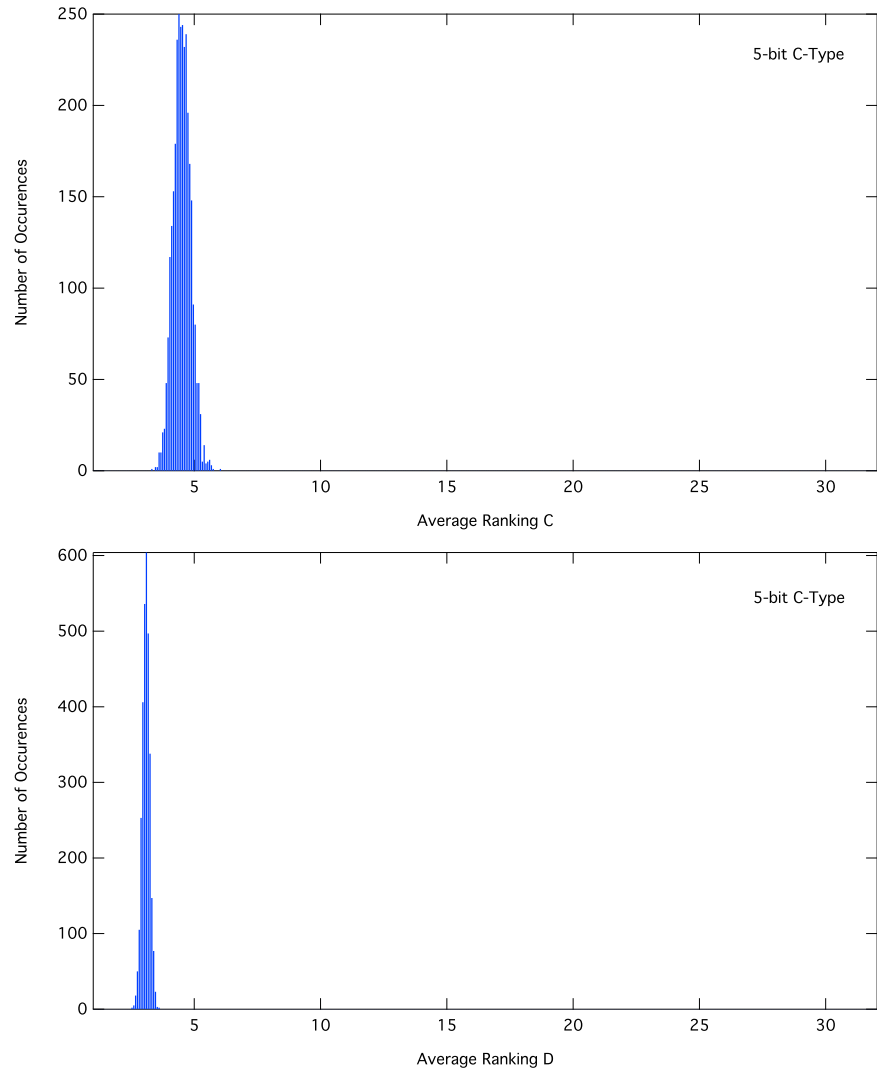 250
5-bit C-Type
200
150
100
50
0
Number of Occurences
5 10 15 20 25 30
Average Ranking C
600
5-bit C-Type
500
400
300
200
100
0
Number of Occurences
5 10 15 20 25 30
Average Ranking D